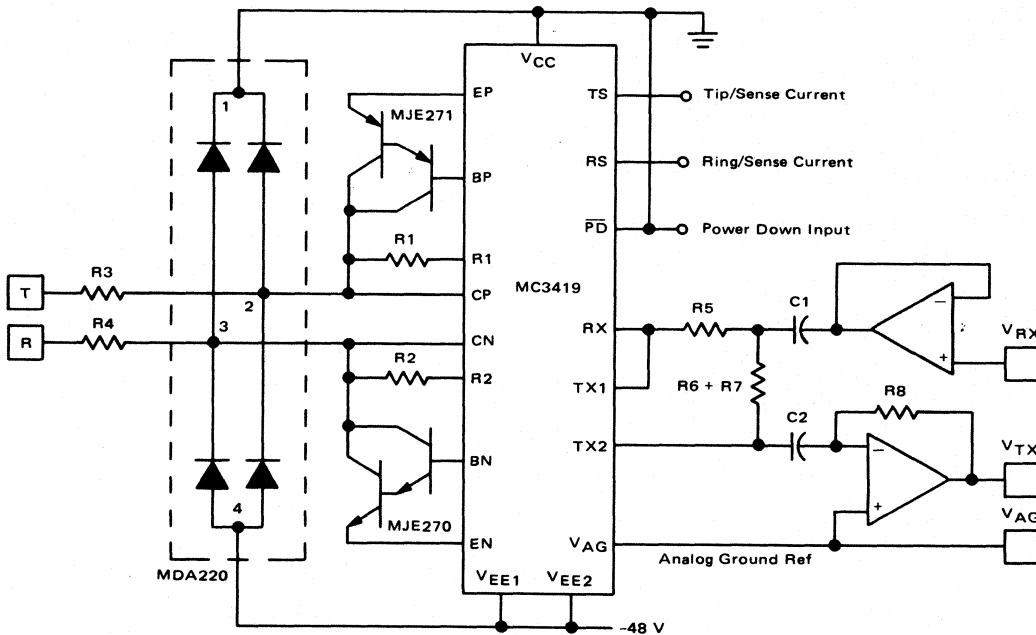 VCC
1
EP
MJE271
TS
Tip/Sense Current
BP
RS
Ring/Sense Current
PD
Power Down Input
R1
R1
T
R3
2
CP
MC3419
R
R4
3
CN
RX
R5
C1
−
+
VRX
R2
R2
TX1
R6 + R7
R8
TX2
C2
−
+
VTX
BN
4
MJE270
EN
VAG
Analog Ground Ref
VAG
MDA220
VEE1
VEE2
-48 V